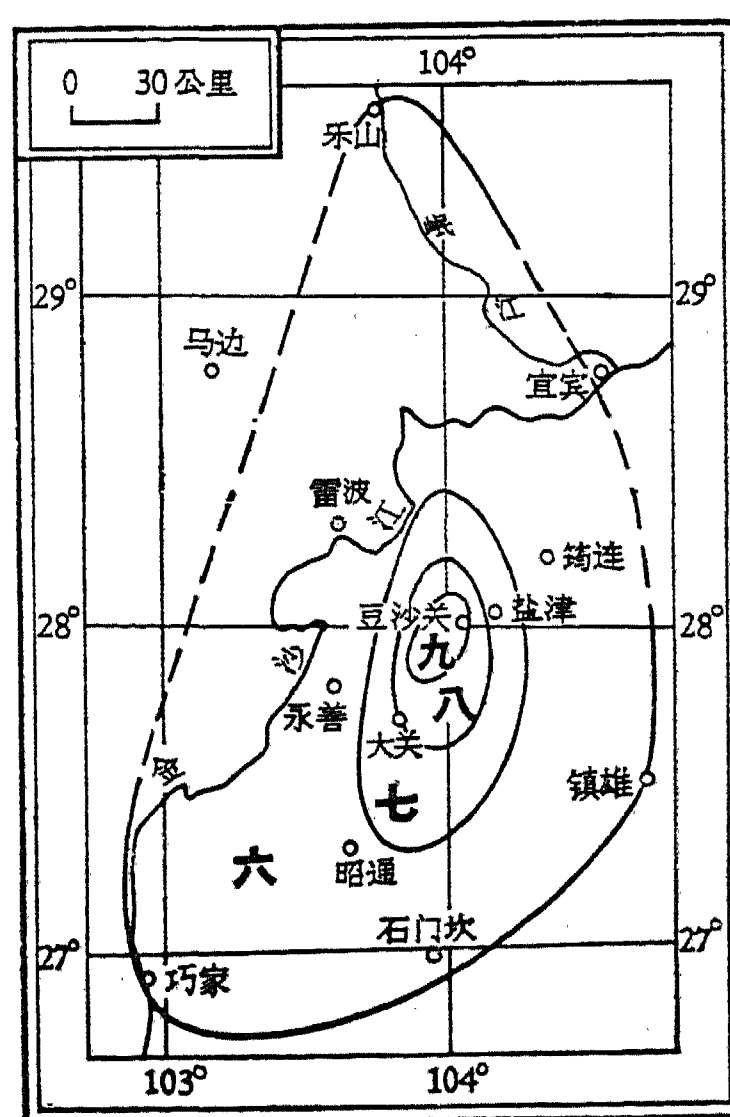 0 30公里
104°
乐山
岷
江
29°
29°
马边
宜宾
雷波
江
筠连
豆沙关
盐津
28°
28°
九
沙
永善
八
大关
金
镇雄
七
六
昭通
石门坎
27°
27°
巧家
103°
104°